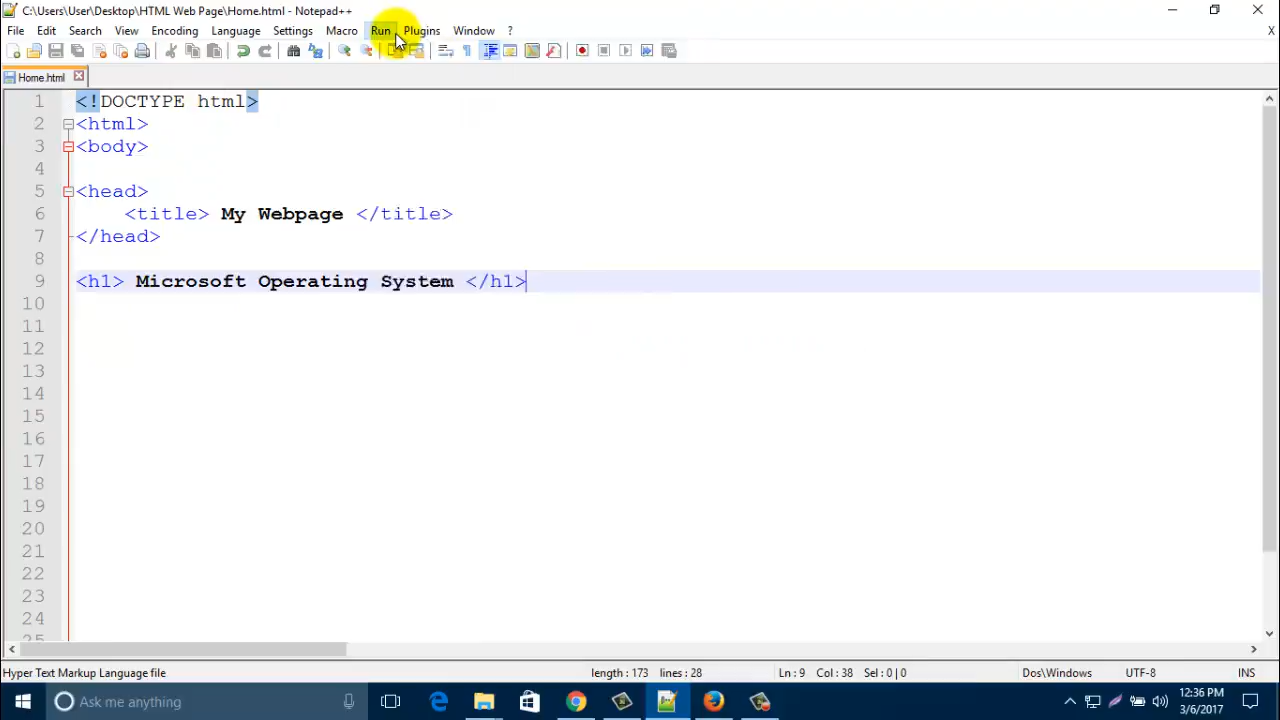 C:\Users\User\Desktop\HTML Web Page\Home.html - Notepad++
File Edit Search View Encoding Language Settings Macro Run Plugins Window ? X
Home.html
1 <!DOCTYPE html>
2 <html>
3 <body>
4
5 <head>
6 <title> My Webpage </title>
7 </head>
8
9 <h1> Microsoft Operating System </h1>
10
11
12
13
14
15
16
17
18
19
20
21
22
23
24
25
Hyper Text Markup Language file length : 173 lines : 28 Ln : 9 Col : 38 Sel : 0 | 0 Dos\Windows UTF-8 INS
Ask me anything
12:36 PM
3/6/2017